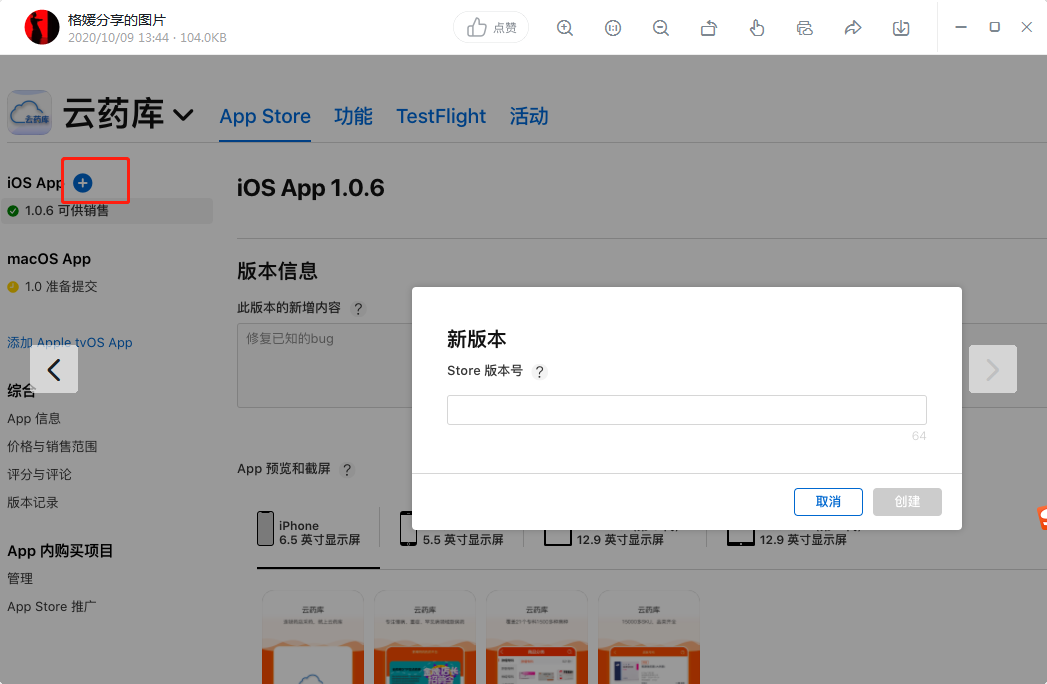 格媛分享的图片
2020/10/09 13:44 · 104.0KB
点赞
云药库
云药库
App Store
功能
TestFlight
活动
iOS App
1.0.6 可供销售
macOS App
1.0 准备提交
添加 Apple tvOS App
综合
App 信息
价格与销售范围
评分与评论
版本记录
App 内购买项目
管理
App Store 推广
iOS App 1.0.6
版本信息
此版本的新增内容 ?
修复已知的bug
App 预览和截屏 ?
iPhone
6.5 英寸显示屏
5.5 英寸显示屏
12.9 英寸显示屏
12.9 英寸显示屏
新版本
Store 版本号 ?
64
取消
创建
云药库
云药库
云药库
云药库